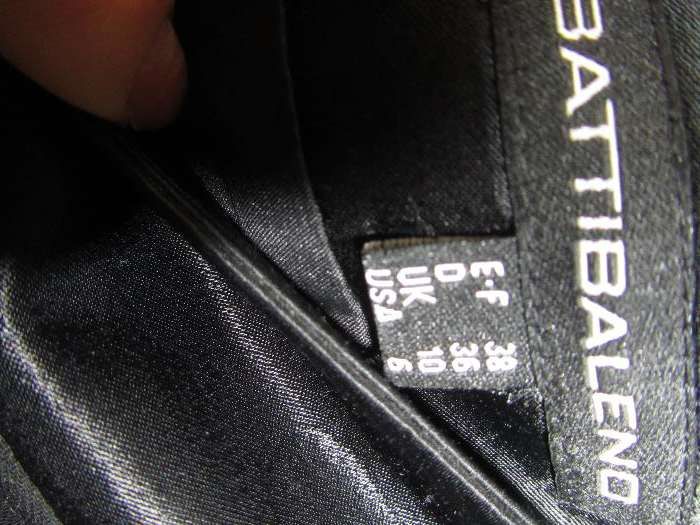 BATTIBALENO
E-F 38
D 36
UK 10
USA 6